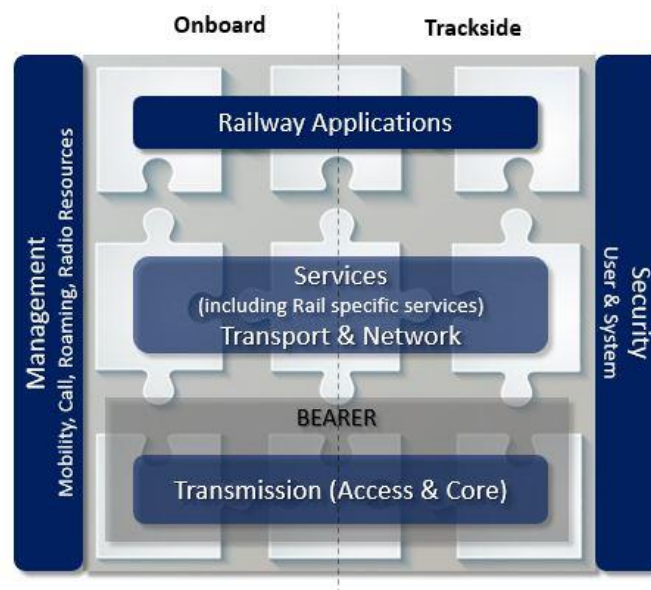 Onboard
Trackside
Management
Mobility, Call, Roaming, Radio Resources
Railway Applications
Services
(including Rail specific services)
Transport & Network
BEARER
Transmission (Access & Core)
Security
User & System